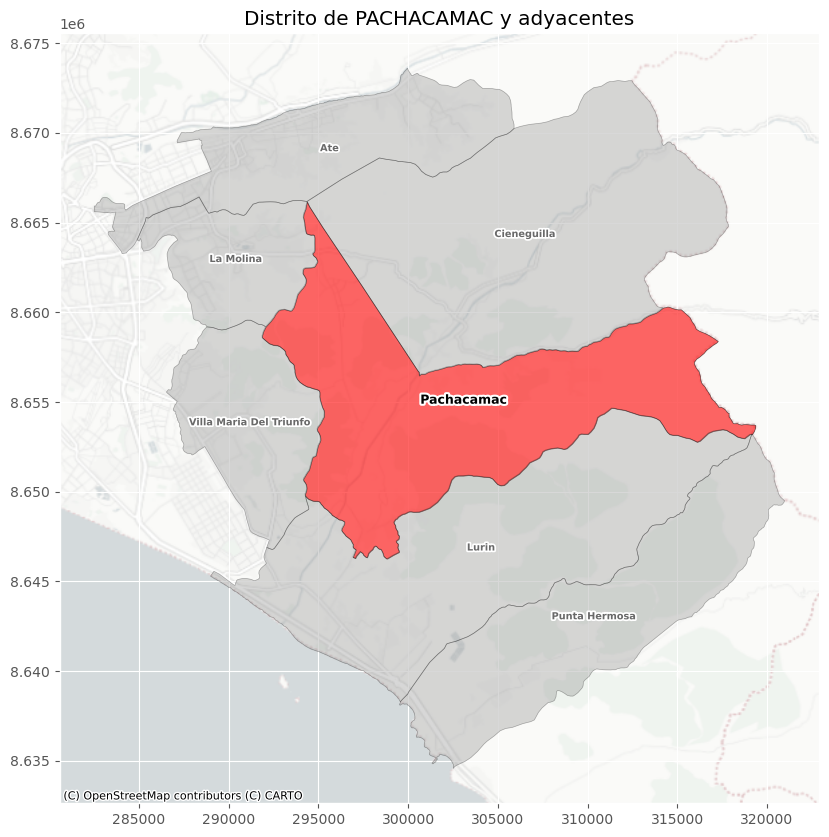 Distrito de PACHACAMAC y adyacentes
1e6
8.675
8.670
8.665
8.660
8.655
8.650
8.645
8.640
8.635
Ate
Cieneguilla
La Molina
Pachacamac
Villa Maria Del Triunfo
Lurin
Punta Hermosa
(C) OpenStreetMap contributors (C) CARTO
285000 290000 295000 300000 305000 310000 315000 320000